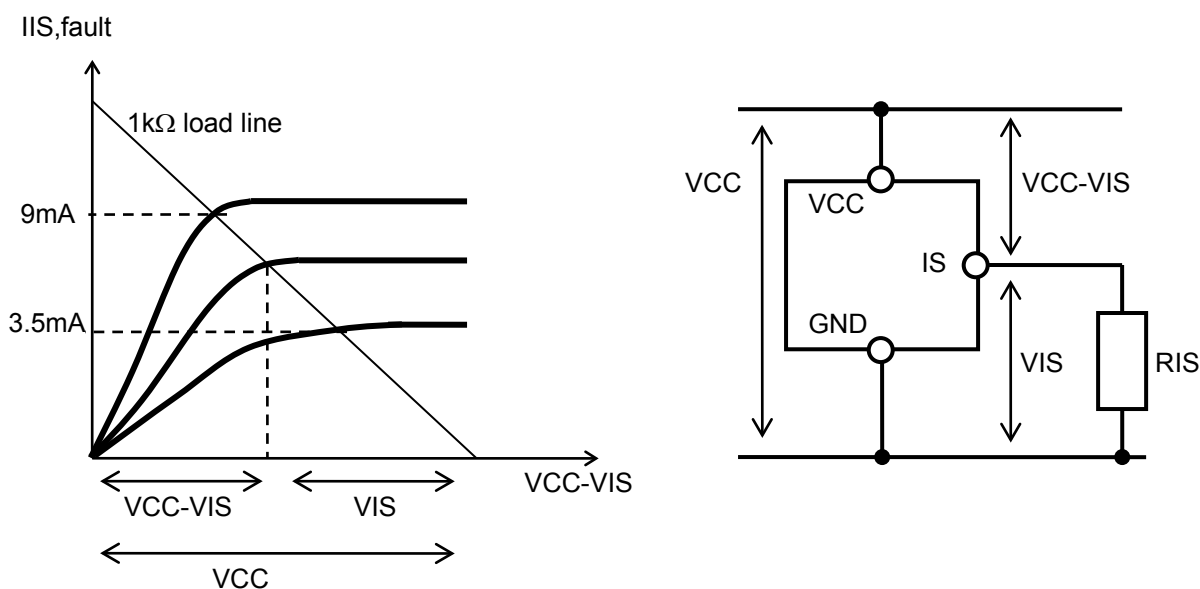 IIS,fault
1kΩ load line
9mA
3.5mA
VCC-VIS
VCC-VIS
VIS
VCC
VCC
VCC
VCC-VIS
IS
GND
VIS
RIS